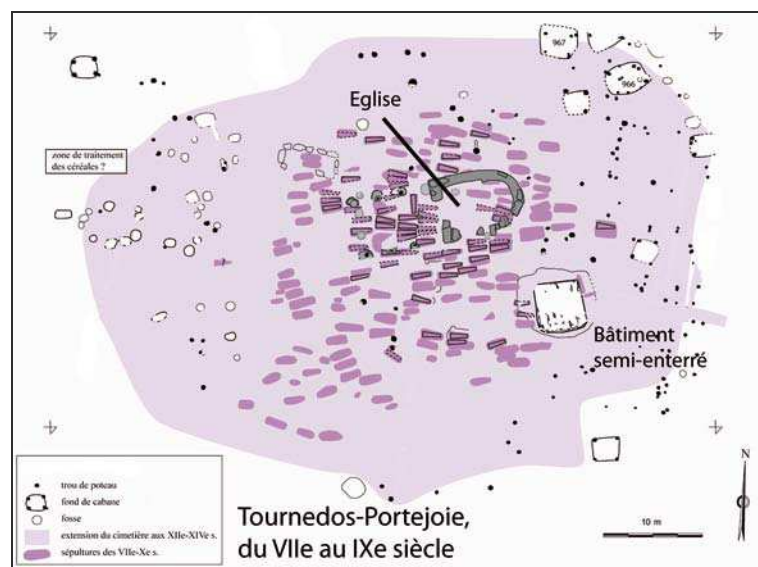 967
966
Eglise
zone de traitement
des céréales ?
Bâtiment
semi-enterré
trou de poteau
fond de cabane
fosse
extension du cimetière aux XIIe-XIVe s.
sépultures des VIIe-Xe s.
Tournedos-Portejoie,
du VIIe au IXe siècle
10 m
N